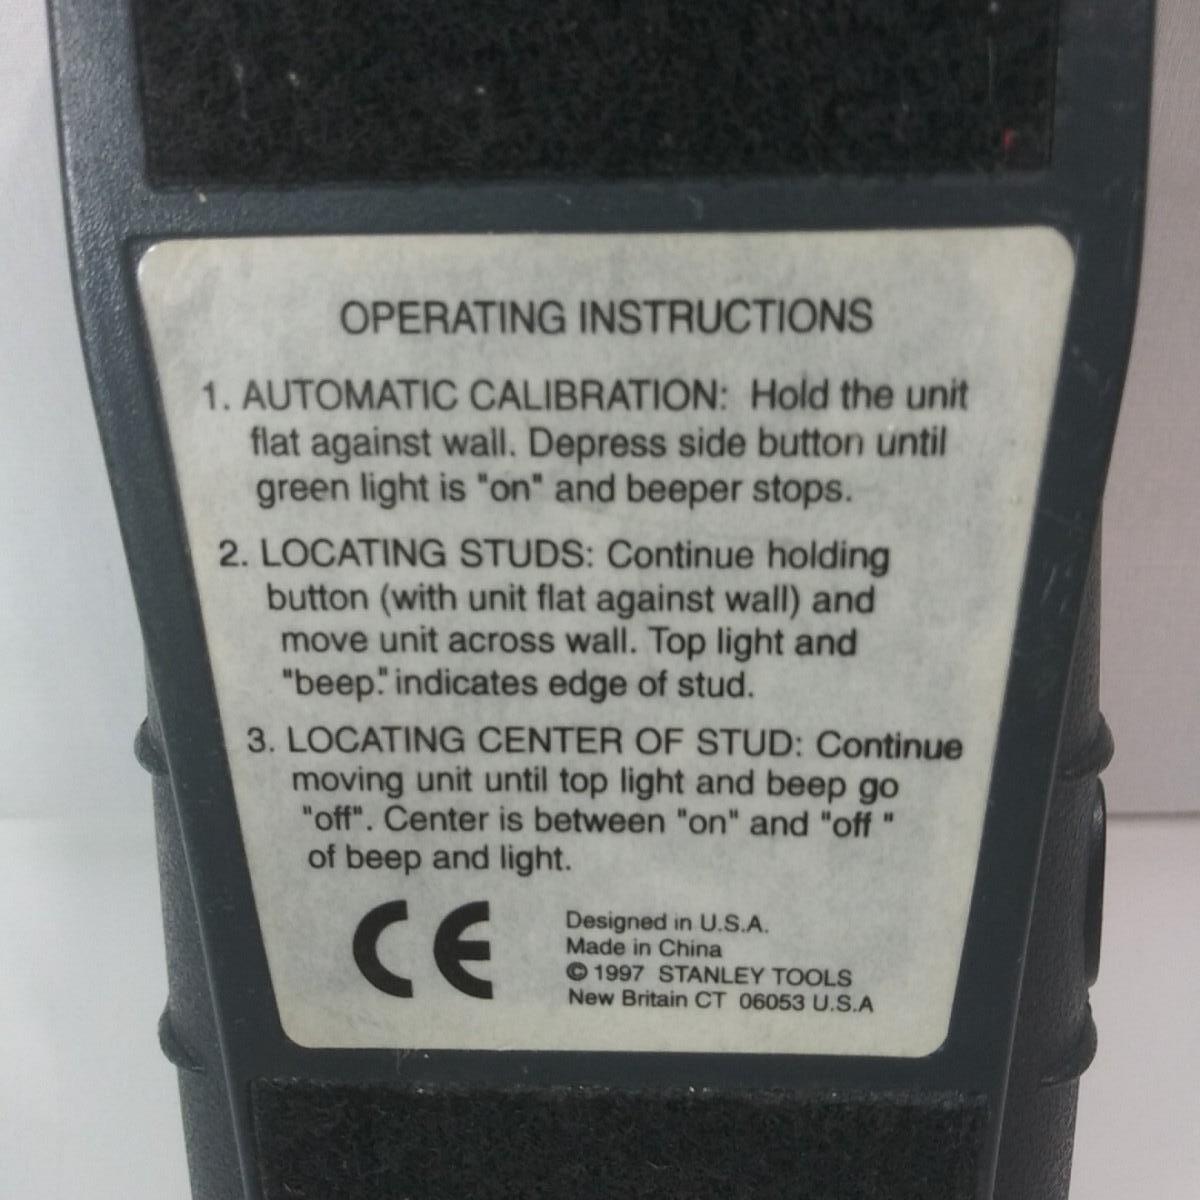 OPERATING INSTRUCTIONS
1. AUTOMATIC CALIBRATION: Hold the unit
flat against wall. Depress side button until
green light is "on" and beeper stops.
2. LOCATING STUDS: Continue holding
button (with unit flat against wall) and
move unit across wall. Top light and
"beep." indicates edge of stud.
3. LOCATING CENTER OF STUD: Continue
moving unit until top light and beep go
"off". Center is between "on" and "off "
of beep and light.
CE
Designed in U.S.A.
Made in China
© 1997 STANLEY TOOLS
New Britain CT 06053 U.S.A